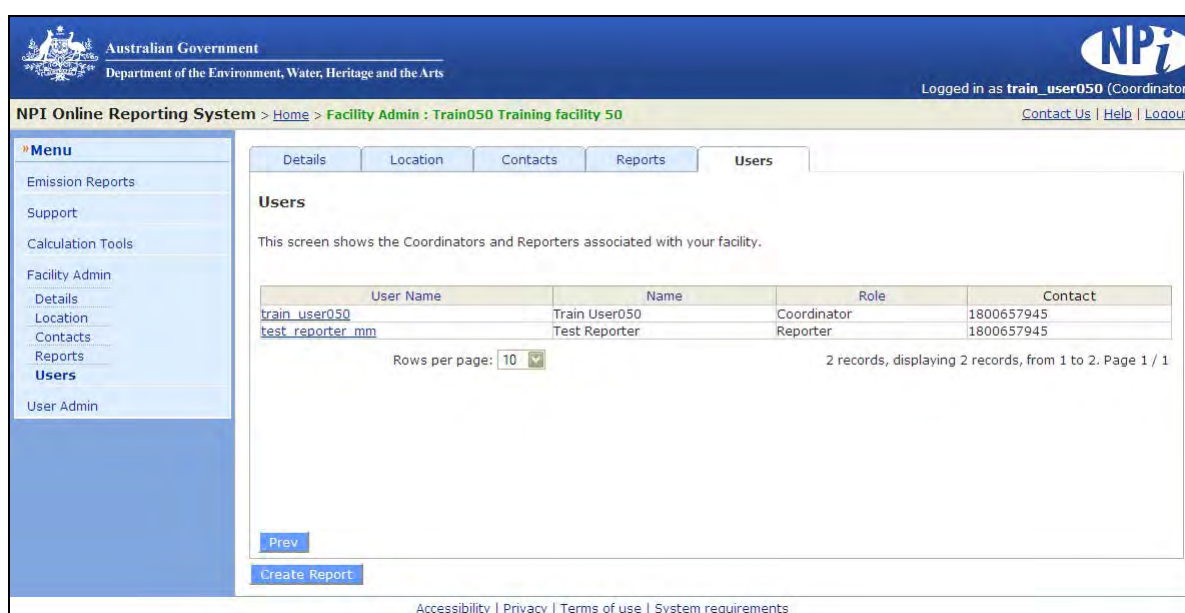 Australian Government
Department of the Environment, Water, Heritage and the Arts
NPi
Logged in as train_user050 (Coordinator
NPI Online Reporting System > Home > Facility Admin : Train050 Training facility 50
Contact Us | Help | Logout
»Menu
Emission Reports
Support
Calculation Tools
Facility Admin
Details
Location
Contacts
Reports
Users
User Admin
Details Location Contacts Reports Users
Users
This screen shows the Coordinators and Reporters associated with your facility.
User Name Name Role Contact
train_user050 Train User050 Coordinator 1800657945
test_reporter_mm Test Reporter Reporter 1800657945
Rows per page: 10 2 records, displaying 2 records, from 1 to 2. Page 1 / 1
Prev
Create Report
Accessibility | Privacy | Terms of use | System requirements